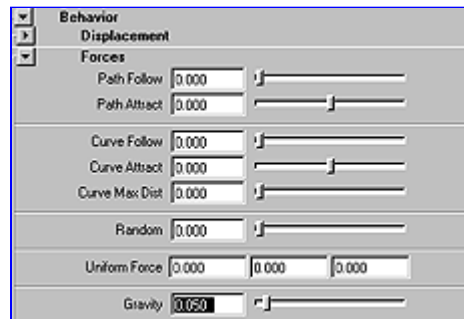 Behavior
Displacement
Forces
Path Follow 0.000
Path Attract 0.000
Curve Follow 0.000
Curve Attract 0.000
Curve Max Dist 0.000
Random 0.000
Uniform Force 0.000 0.000 0.000
Gravity 0.050